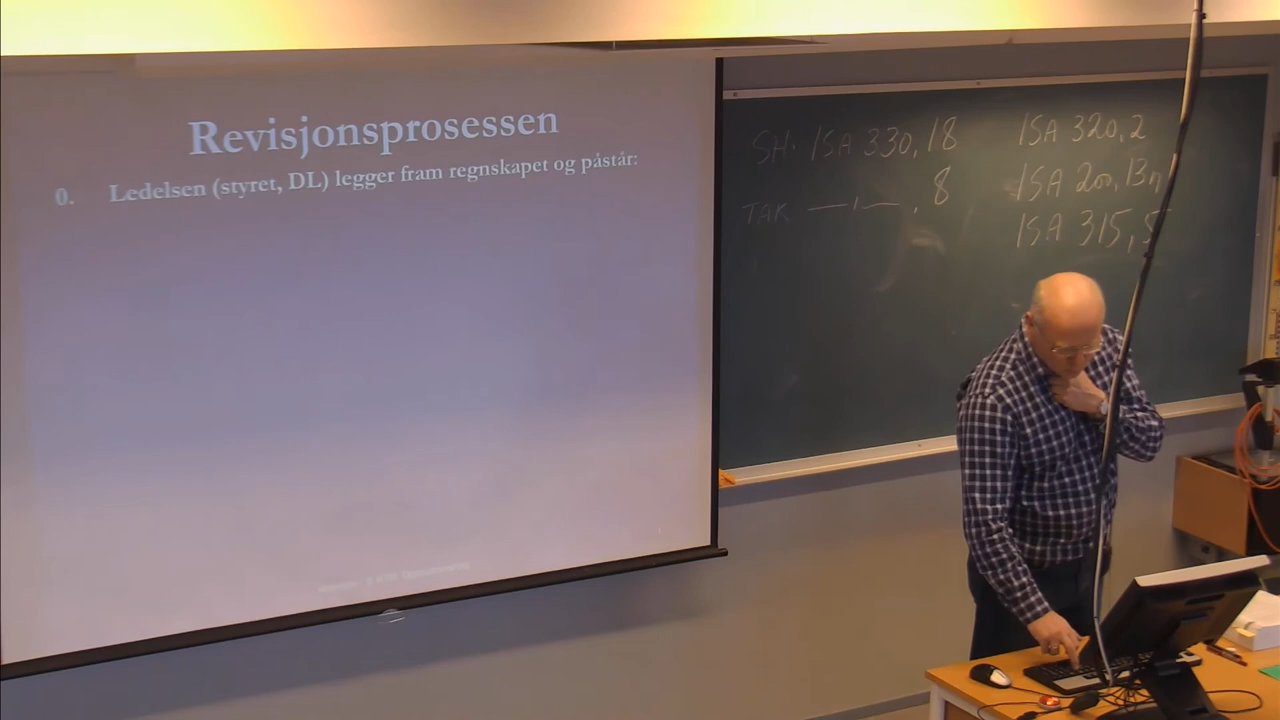 Revisjonsprosessen
0. Ledelsen (styret, DL) legger fram regnskapet og påstår:
SH: ISA 330, 18
TAK —〃— , 8
ISA 320, 2
ISA 200, 13n
ISA 315, 5